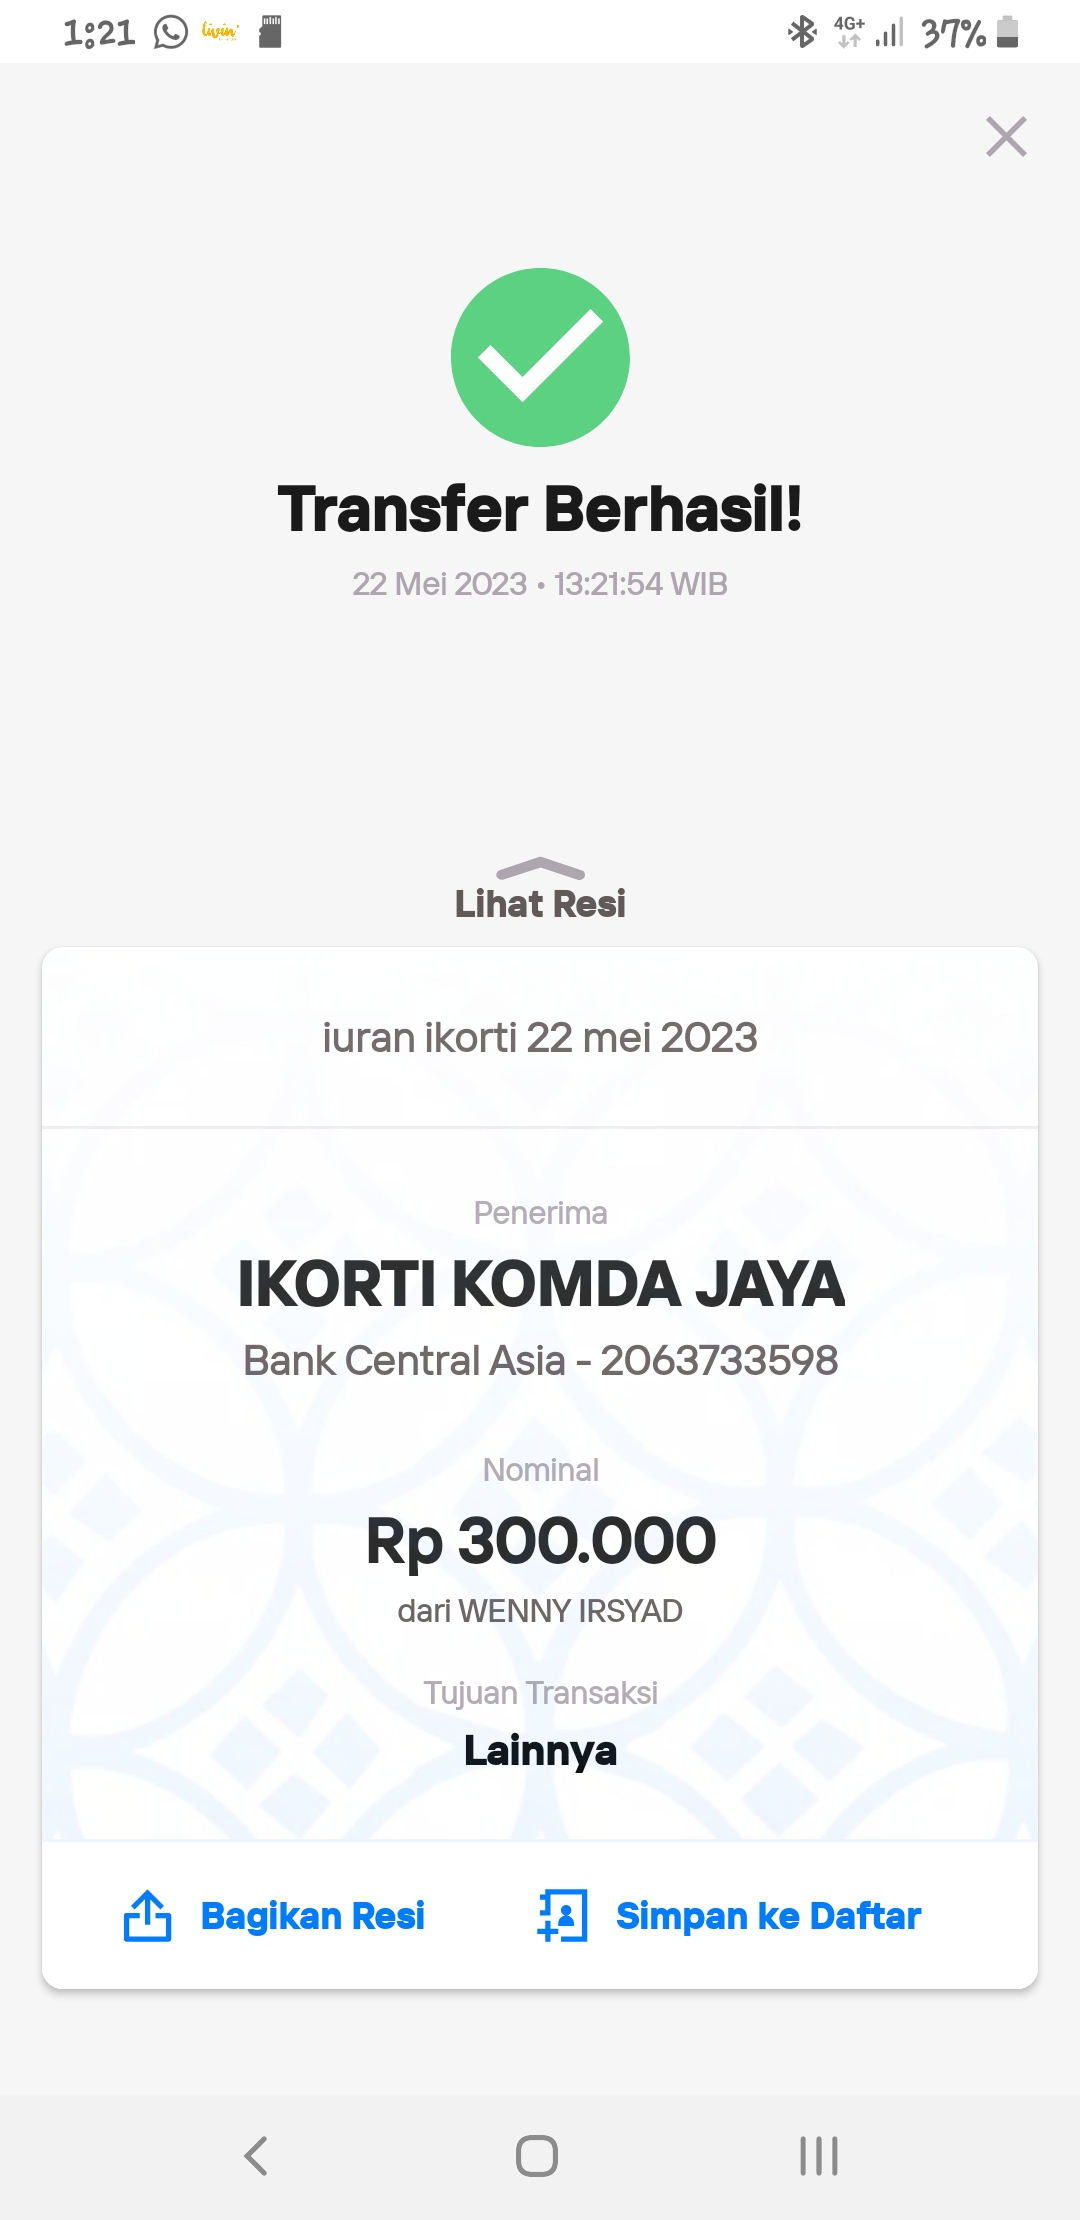 1:21 livin' 4G+ 37%
Transfer Berhasil!
22 Mei 2023 • 13:21:54 WIB
Lihat Resi
iuran ikorti 22 mei 2023
Penerima
IKORTI KOMDA JAYA
Bank Central Asia - 2063733598
Nominal
Rp 300.000
dari WENNY IRSYAD
Tujuan Transaksi
Lainnya
Bagikan Resi Simpan ke Daftar